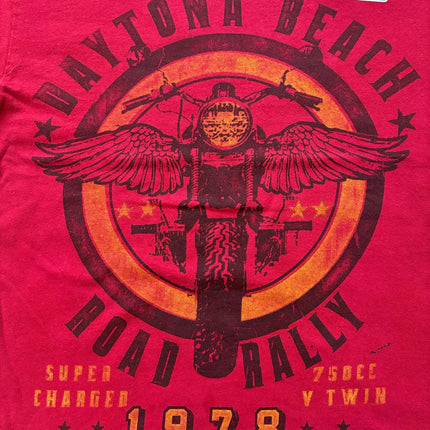 DAYTONA BEACH
ROAD RALLY
SUPER CHARGED
750CC V TWIN
1978